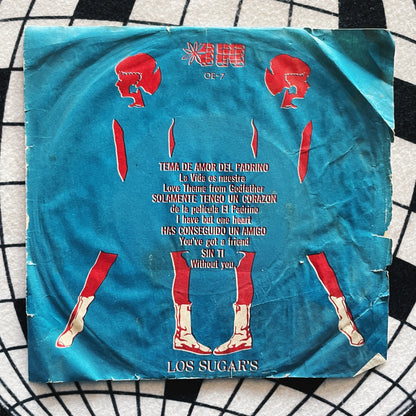 OE-7
TEMA DE AMOR DEL PADRINO
La Vida es nuestra
Love Theme from Godfather
SOLAMENTE TENGO UN CORAZON
de la pelicula El Padrino
I have but one heart
HAS CONSEGUIDO UN AMIGO
You've got a friend
SIN TI
Without you
LOS SUGAR'S